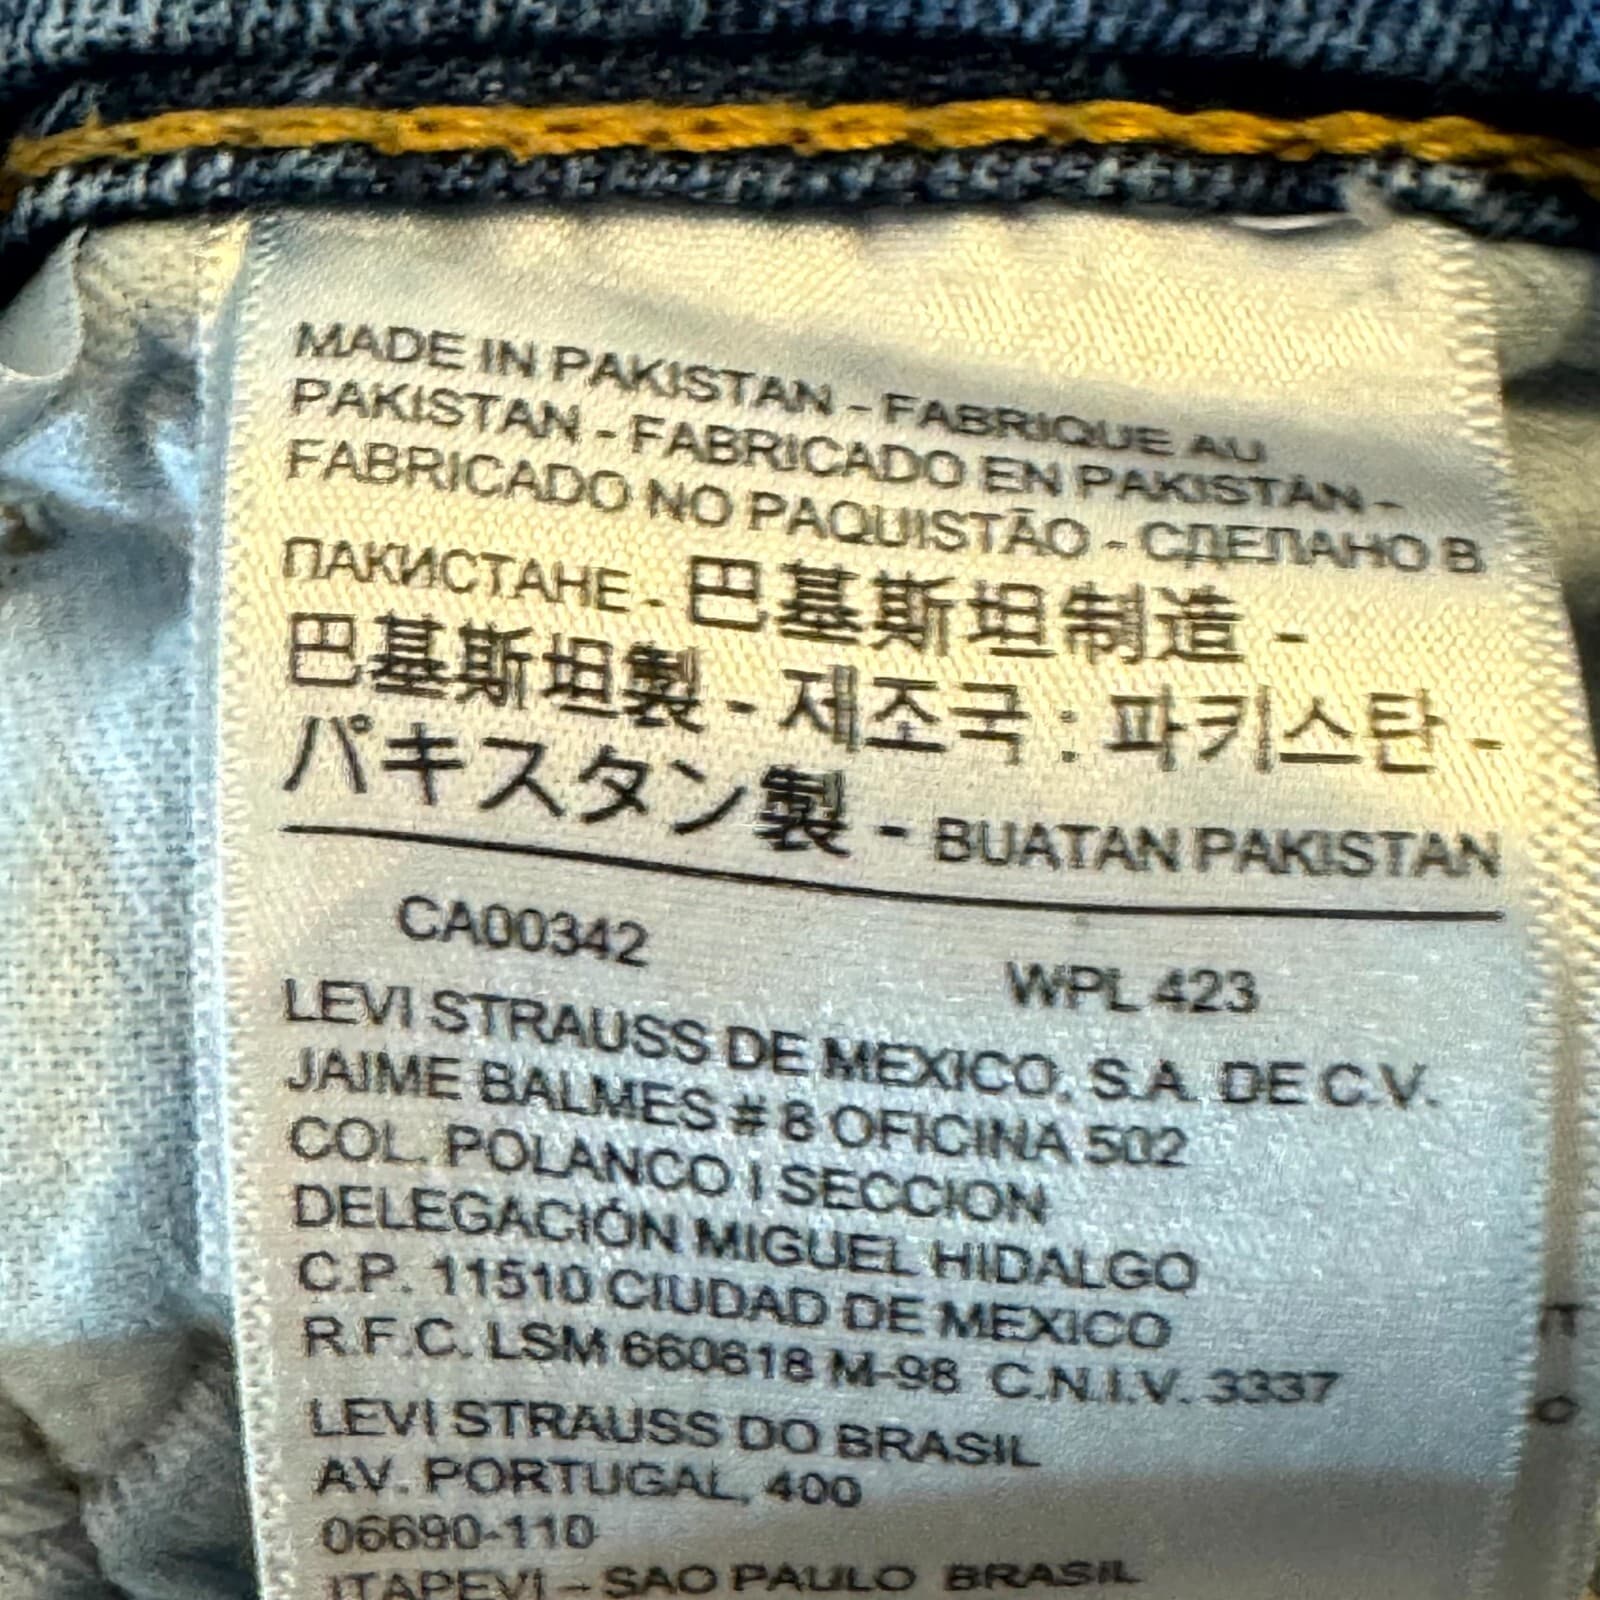 MADE IN PAKISTAN - FABRIQUE AU
PAKISTAN - FABRICADO EN PAKISTAN -
FABRICADO NO PAQUISTÃO - СДЕЛАНО В
ПАКИСТАНЕ - 巴基斯坦制造 -
巴基斯坦製 - 제조국 : 파키스탄 -
パキスタン製 - BUATAN PAKISTAN
CA00342 WPL 423
LEVI STRAUSS DE MEXICO, S.A. DE C.V.
JAIME BALMES # 8 OFICINA 502
COL. POLANCO I SECCION
DELEGACIÓN MIGUEL HIDALGO
C.P. 11510 CIUDAD DE MEXICO
R.F.C. LSM 660618 M-98 C.N.I.V. 3337
LEVI STRAUSS DO BRASIL
AV. PORTUGAL, 400
06690-110
ITAPEVI – SAO PAULO BRASIL